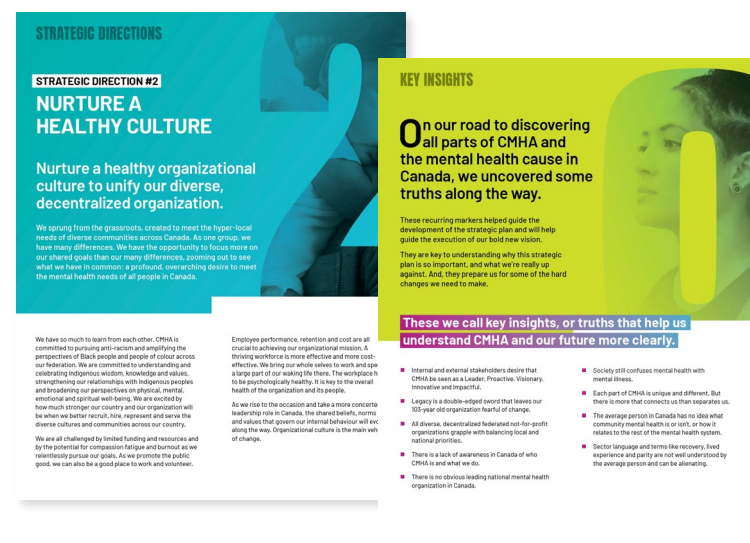 STRATEGIC DIRECTIONS
STRATEGIC DIRECTION #2
NURTURE A
HEALTHY CULTURE
Nurture a healthy organizational
culture to unify our diverse,
decentralized organization.
We sprung from the grassroots, created to meet the hyper-local
needs of diverse communities across Canada. As one group, we
have many differences. We have the opportunity to focus more on
our shared goals than our many differences, zooming out to see
what we have in common: a profound, overarching desire to meet
the mental health needs of all people in Canada.
2
We have so much to learn from each other. CMHA is
committed to pursuing anti-racism and amplifying the
perspectives of Black people and people of colour across
our federation. We are committed to understanding and
celebrating Indigenous wisdom, knowledge and values,
strengthening our relationships with Indigenous peoples
and broadening our perspectives on physical, mental,
emotional and spiritual well-being. We are excited by
how much stronger our country and our organization will
be when we better recruit, hire, represent and serve the
diverse cultures and communities across our country.
We are all challenged by limited funding and resources and
by the potential for compassion fatigue and burnout as we
relentlessly pursue our goals. As we promote the public
good, we can also be a good place to work and volunteer.
Employee performance, retention and cost are all
crucial to achieving our organizational mission. A
thriving workforce is more effective and more cost-
effective. We bring our whole selves to work and
a large part of our waking life there. The workplace
to be psychologically healthy. It is key to the overall
health of the organization and its people.
As we rise to the occasion and take a more
leadership role in Canada, the shared beliefs, norms
and values that govern our internal behaviour will
along the way. Organizational culture is the main
of change.
KEY INSIGHTS
On our road to discovering
all parts of CMHA and
the mental health cause in
Canada, we uncovered some
truths along the way.
These recurring markers helped guide the
development of the strategic plan and will help
guide the execution of our bold new vision.
They are key to understanding why this strategic
plan is so important, and what we're really up
against. And, they prepare us for some of the hard
changes we need to make.
0
These we call key insights, or truths that help us
understand CMHA and our future more clearly.
Internal and external stakeholders desire that
CMHA be seen as a Leader, Proactive, Visionary,
Innovative and Impactful.
Legacy is a double-edged sword that leaves our
103-year old organization fearful of change.
All diverse, decentralized federated not-for-profit
organizations grapple with balancing local and
national priorities.
There is a lack of awareness in Canada of who
CMHA is and what we do.
There is no obvious leading national mental health
organization in Canada.
Society still confuses mental health with
mental illness.
Each part of CMHA is unique and different. But
there is more that connects us than separates us.
The average person in Canada has no idea what
community mental health is or isn't, or how it
relates to the rest of the mental health system.
Sector language and terms like recovery, lived
experience and parity are not well understood by
the average person and can be alienating.